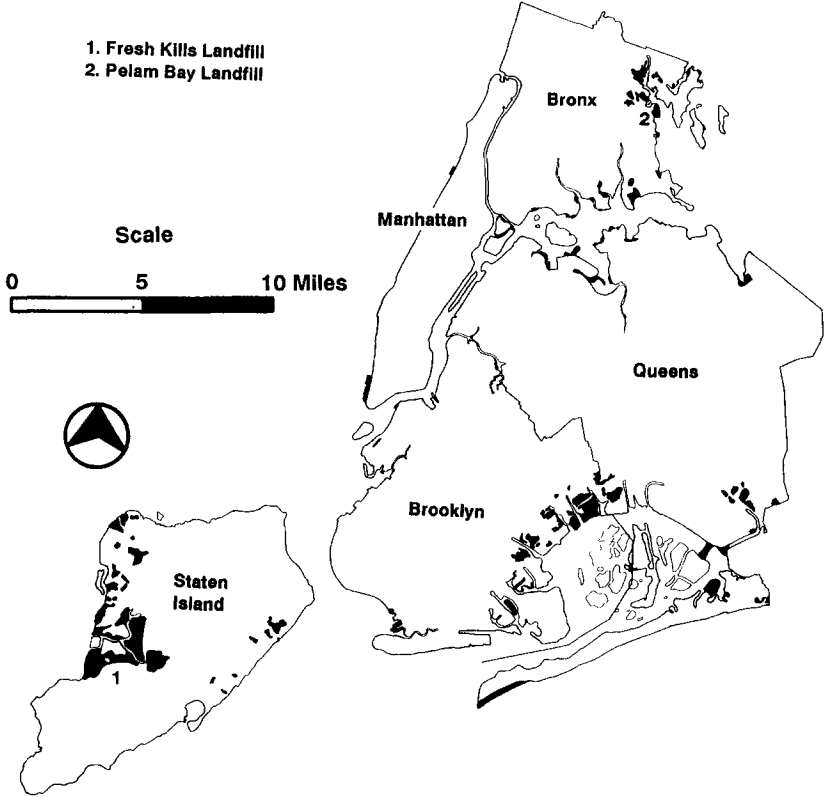 1. Fresh Kills Landfill
2. Pelam Bay Landfill
Bronx
2
Manhattan
Scale
0 5 10 Miles
Queens
Brooklyn
Staten
Island
1